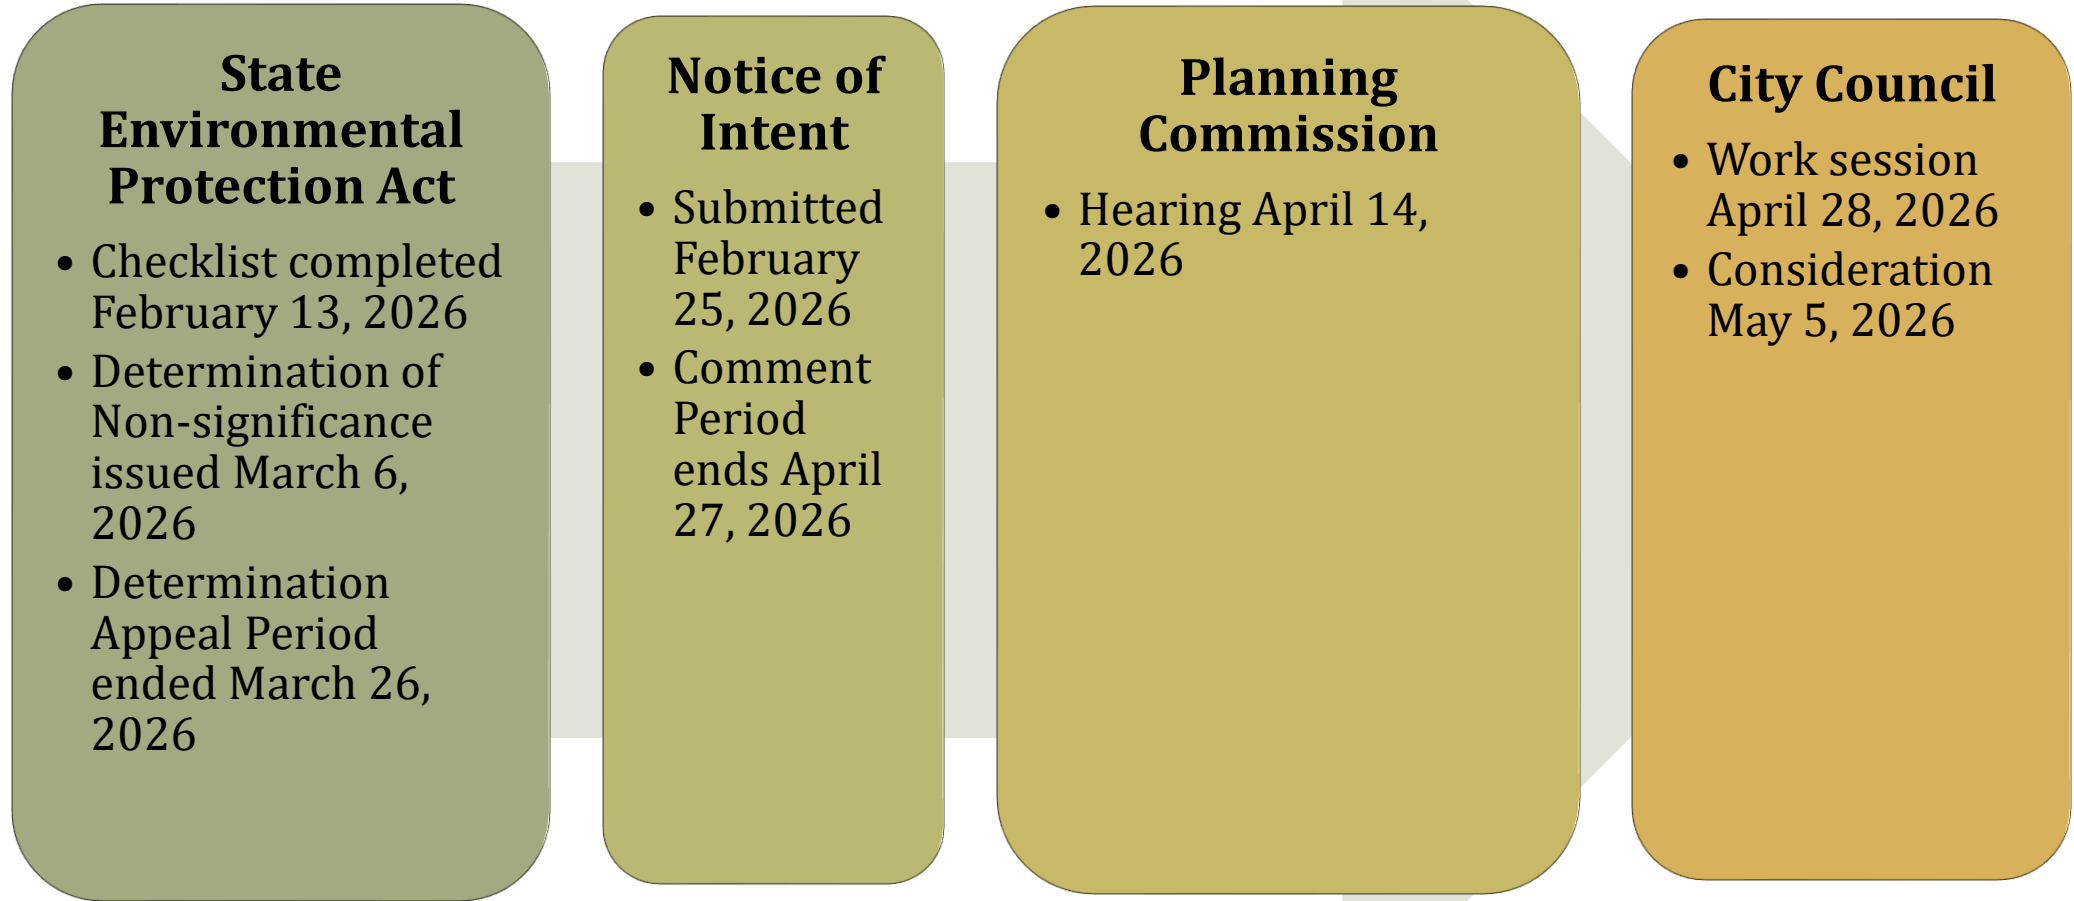 State
Environmental
Protection Act
• Checklist completed
February 13, 2026
• Determination of
Non-significance
issued March 6,
2026
• Determination
Appeal Period
ended March 26,
2026
Notice of
Intent
• Submitted
February
25, 2026
• Comment
Period
ends April
27, 2026
Planning
Commission
• Hearing April 14,
2026
City Council
• Work session
April 28, 2026
• Consideration
May 5, 2026